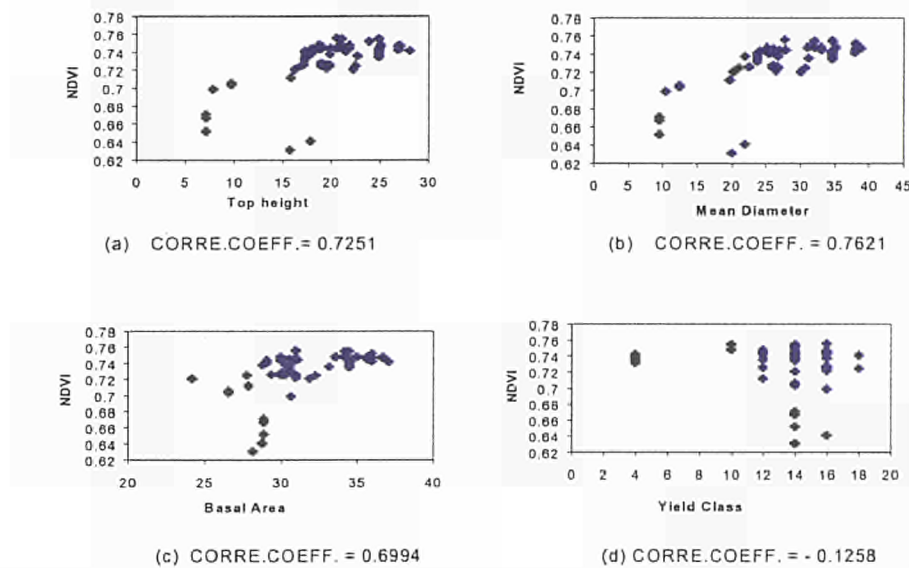 NDVI
0.78
0.76
0.74
0.72
0.7
0.68
0.66
0.64
0.62
0 5 10 15 20 25 30
Top height
(a) CORRE.COEFF.= 0.7251
NDVI
0.78
0.76
0.74
0.72
0.7
0.68
0.66
0.64
0.62
0 5 10 15 20 25 30 35 40 45
Mean Diameter
(b) CORRE.COEFF. = 0.7621
NDVI
0.78
0.76
0.74
0.72
0.7
0.68
0.66
0.64
0.62
20 25 30 35 40
Basal Area
(c) CORRE.COEFF. = 0.6994
NDVI
0.78
0.76
0.74
0.72
0.7
0.68
0.66
0.64
0.62
0 2 4 6 8 10 12 14 16 18 20
Yield Class
(d) CORRE.COEFF. = - 0.1258